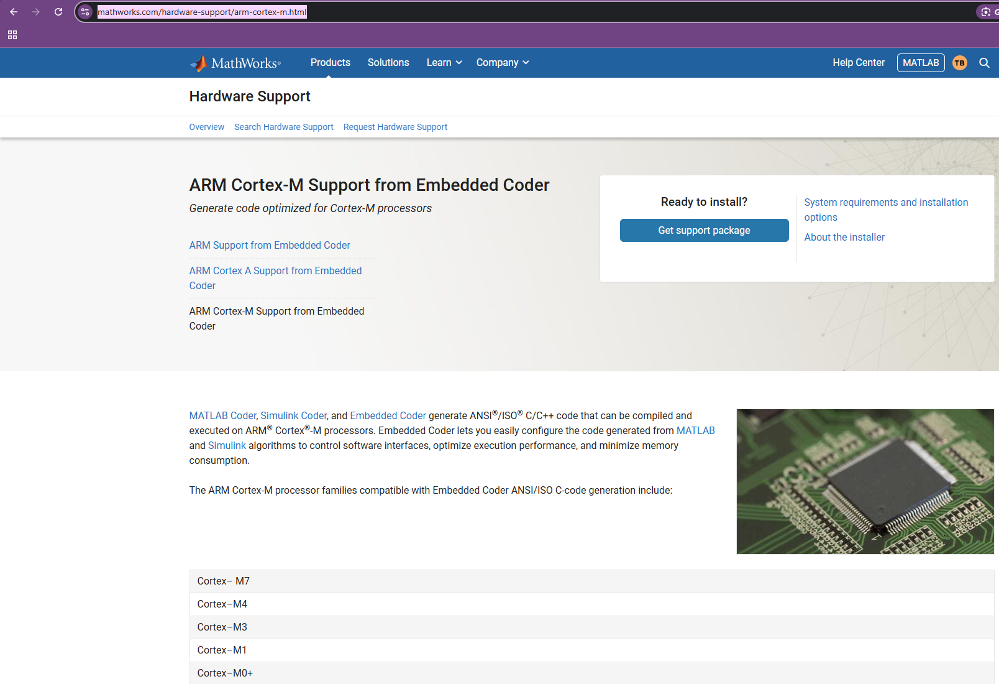 mathworks.com/hardware-support/arm-cortex-m.html
MathWorks®
Products
Solutions
Learn
Company
Help Center
MATLAB
TB
Hardware Support
Overview
Search Hardware Support
Request Hardware Support
ARM Cortex-M Support from Embedded Coder
Generate code optimized for Cortex-M processors
ARM Support from Embedded Coder
ARM Cortex A Support from Embedded
Coder
ARM Cortex-M Support from Embedded
Coder
Ready to install?
Get support package
System requirements and installation
options
About the installer
MATLAB Coder, Simulink Coder, and Embedded Coder generate ANSI®/ISO® C/C++ code that can be compiled and
executed on ARM® Cortex®-M processors. Embedded Coder lets you easily configure the code generated from MATLAB
and Simulink algorithms to control software interfaces, optimize execution performance, and minimize memory
consumption.
The ARM Cortex-M processor families compatible with Embedded Coder ANSI/ISO C-code generation include:
Cortex– M7
Cortex–M4
Cortex–M3
Cortex–M1
Cortex–M0+